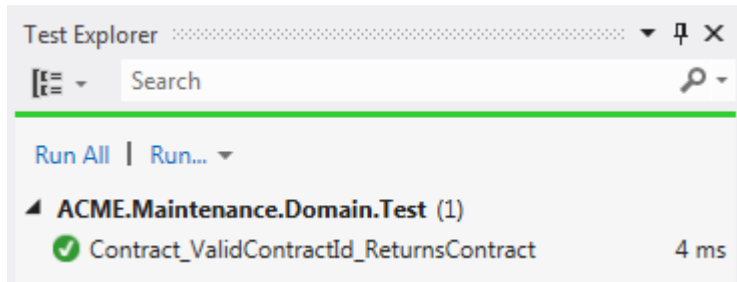 Test Explorer
Search
Run All | Run...
ACME.Maintenance.Domain.Test (1)
Contract_ValidContractId_ReturnsContract 4 ms